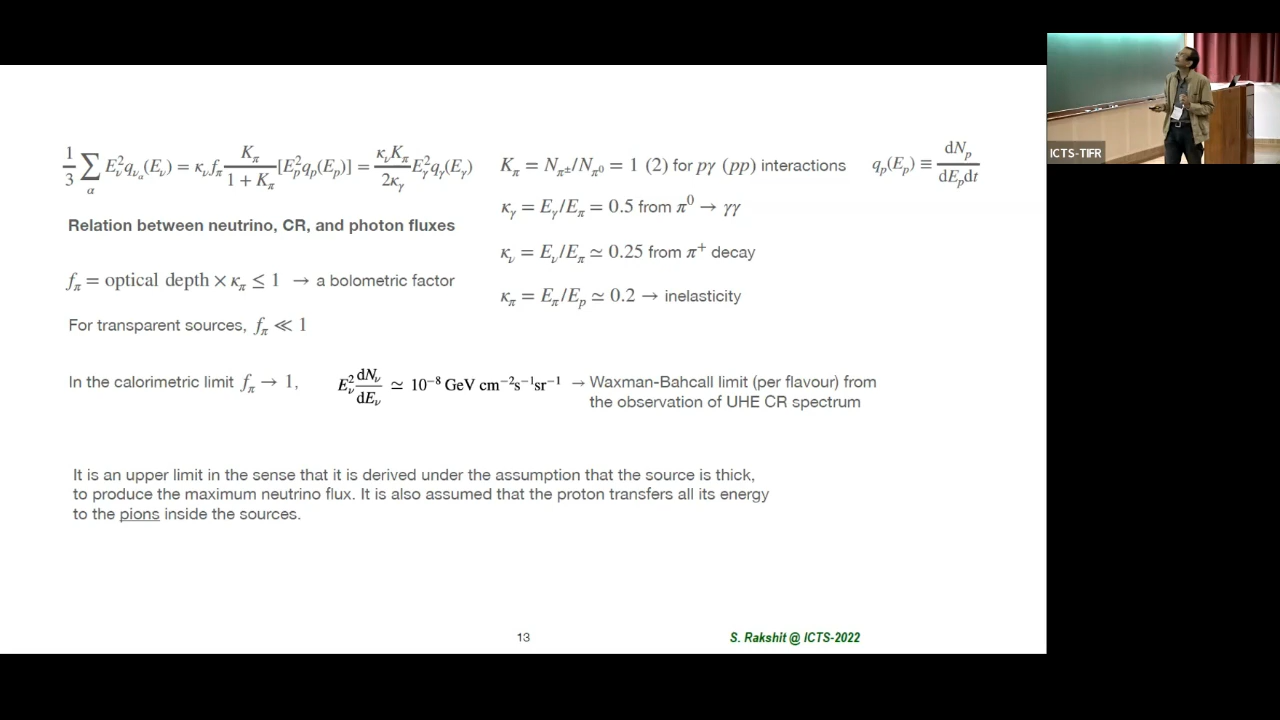 1/3 ∑_α E_ν² q_{ν_α}(E_ν) = κ_ν f_π K_π/(1 + K_π) [E_p² q_p(E_p)] = κ_ν K_π/(2κ_γ) E_γ² q_γ(E_γ)
K_π = N_{π±}/N_{π⁰} = 1 (2) for pγ (pp) interactions
q_p(E_p) ≡ dN_p/dE_p dt
κ_γ = E_γ/E_π = 0.5 from π⁰ → γγ
Relation between neutrino, CR, and photon fluxes
κ_ν = E_ν/E_π ≃ 0.25 from π⁺ decay
f_π = optical depth × κ_π ≤ 1 → a bolometric factor
κ_π = E_π/E_p ≃ 0.2 → inelasticity
For transparent sources, f_π ≪ 1
In the calorimetric limit f_π → 1, E_ν² dN_ν/dE_ν ≃ 10⁻⁸ GeV cm⁻²s⁻¹sr⁻¹ → Waxman-Bahcall limit (per flavour) from
the observation of UHE CR spectrum
It is an upper limit in the sense that it is derived under the assumption that the source is thick,
to produce the maximum neutrino flux. It is also assumed that the proton transfers all its energy
to the pions inside the sources.
13
S. Rakshit @ ICTS-2022
ICTS-TIFR